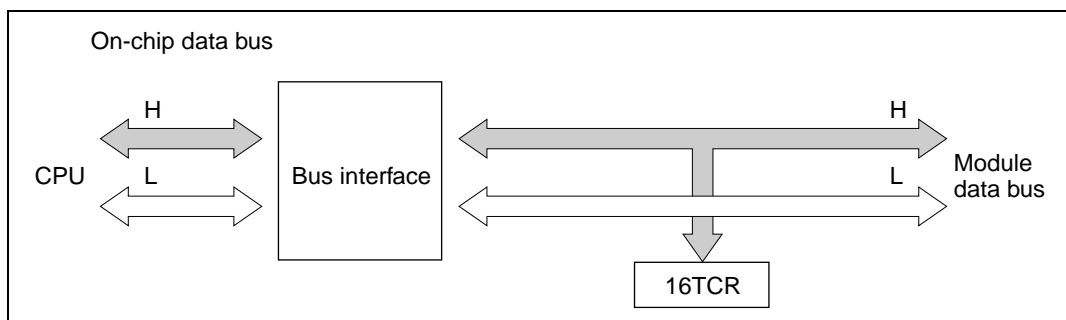 On-chip data bus
H
H
CPU
L
Bus interface
L
Module
data bus
16TCR